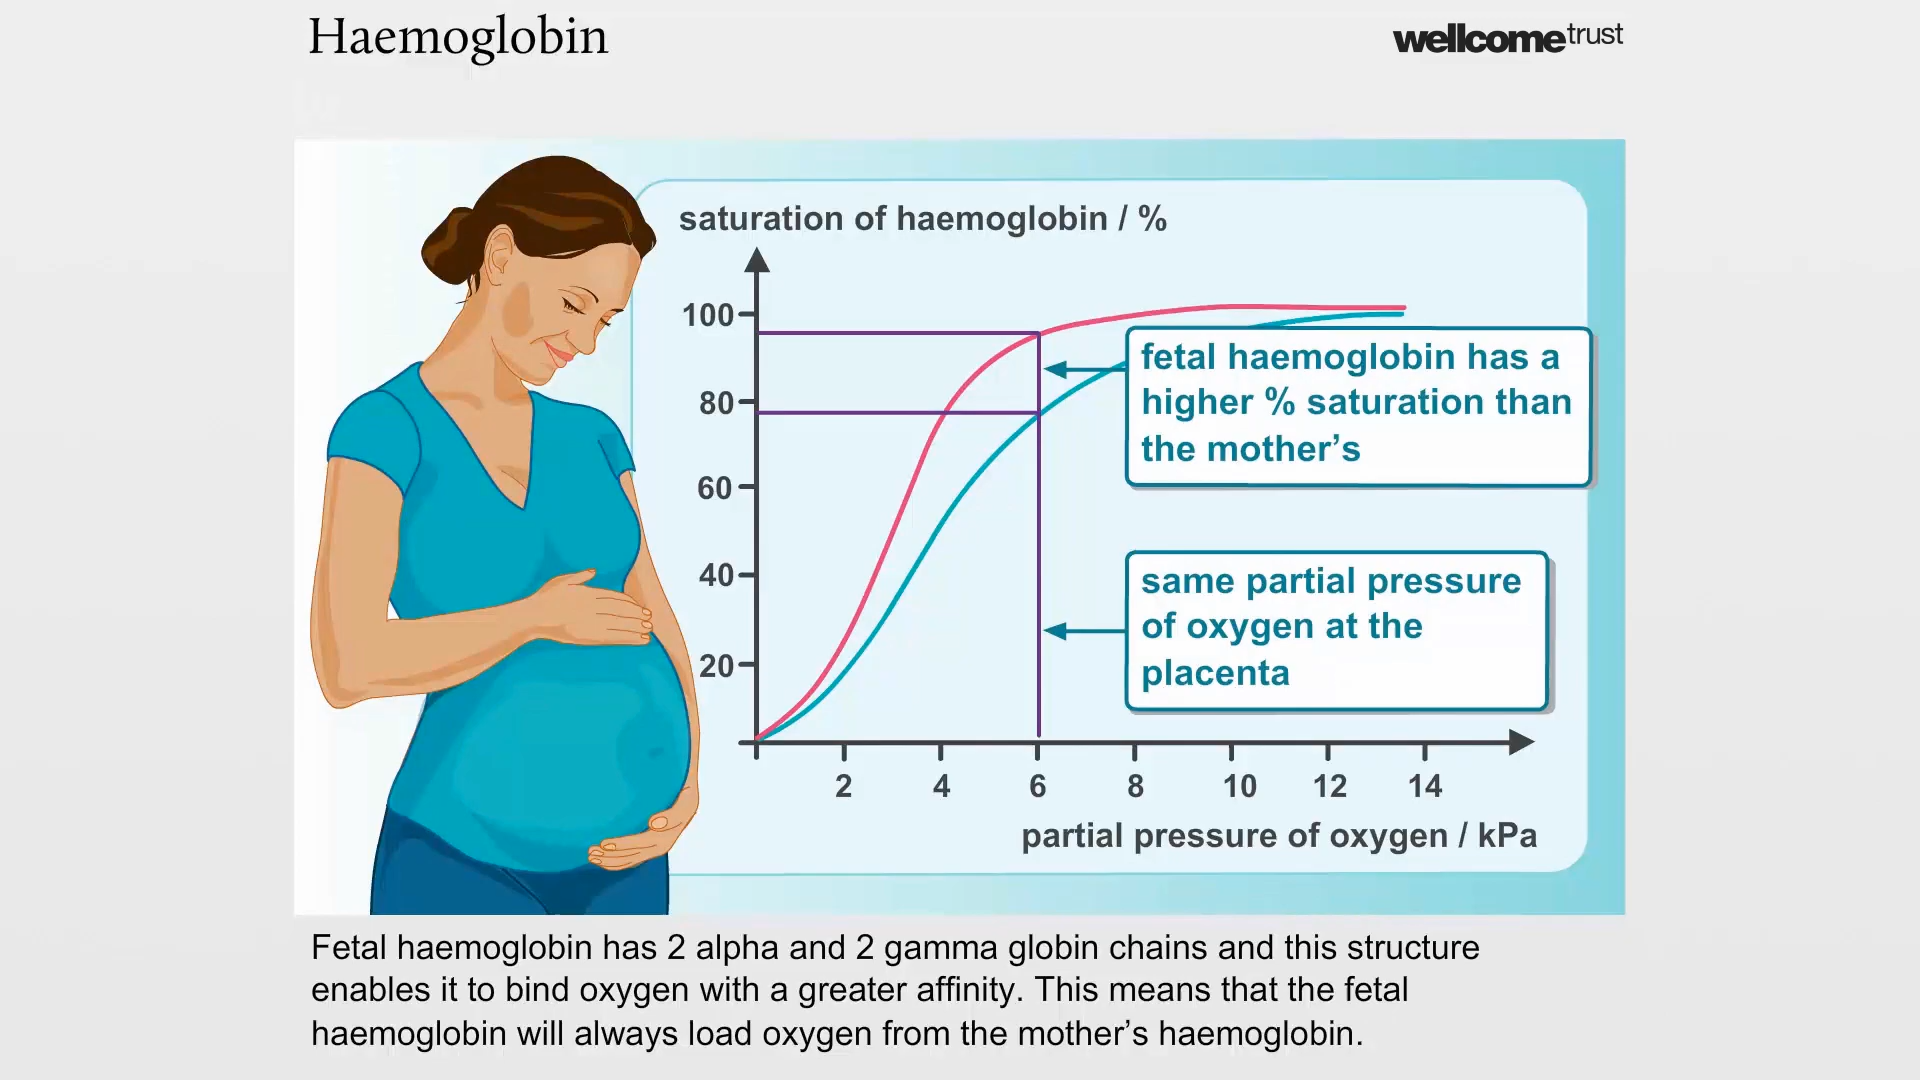 Haemoglobin
wellcometrust
saturation of haemoglobin / %
100
80
60
40
20
fetal haemoglobin has a
higher % saturation than
the mother’s
same partial pressure
of oxygen at the
placenta
2 4 6 8 10 12 14
partial pressure of oxygen / kPa
Fetal haemoglobin has 2 alpha and 2 gamma globin chains and this structure
enables it to bind oxygen with a greater affinity. This means that the fetal
haemoglobin will always load oxygen from the mother’s haemoglobin.